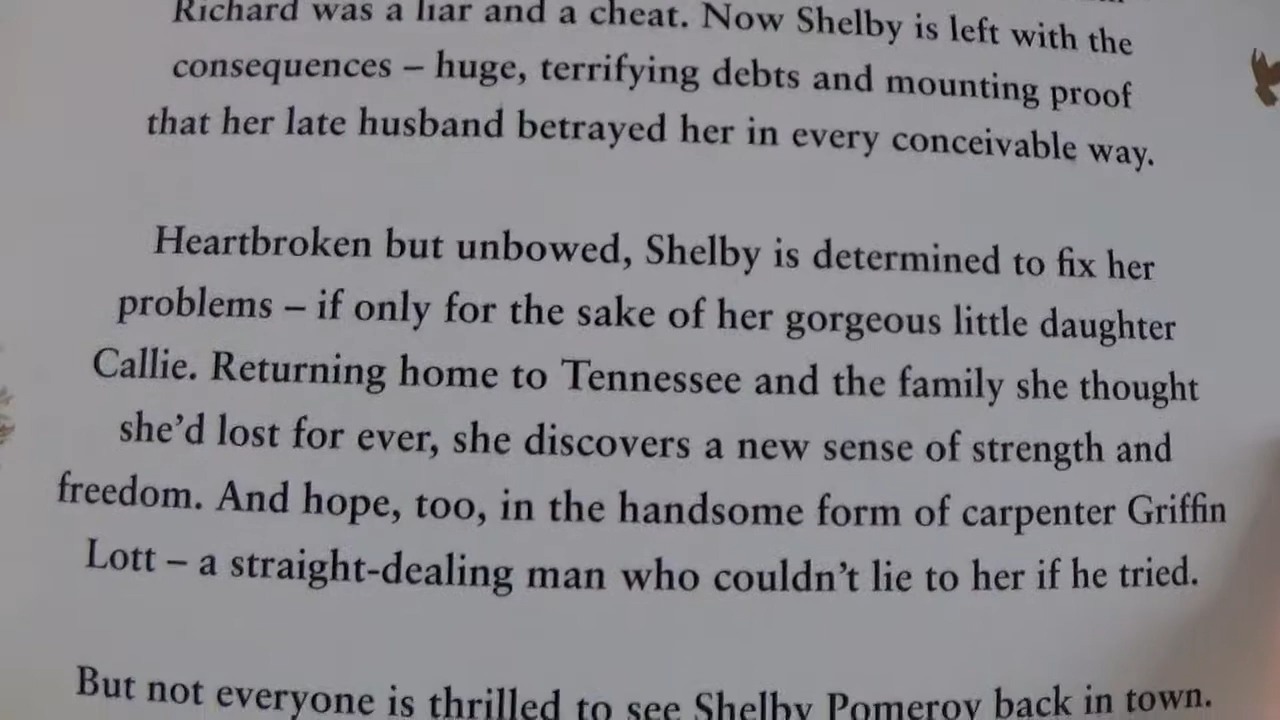 Richard was a liar and a cheat. Now Shelby is left with the
consequences – huge, terrifying debts and mounting proof
that her late husband betrayed her in every conceivable way.
Heartbroken but unbowed, Shelby is determined to fix her
problems – if only for the sake of her gorgeous little daughter
Callie. Returning home to Tennessee and the family she thought
she’d lost for ever, she discovers a new sense of strength and
freedom. And hope, too, in the handsome form of carpenter Griffin
Lott – a straight-dealing man who couldn’t lie to her if he tried.
But not everyone is thrilled to see Shelby Pomeroy back in town.